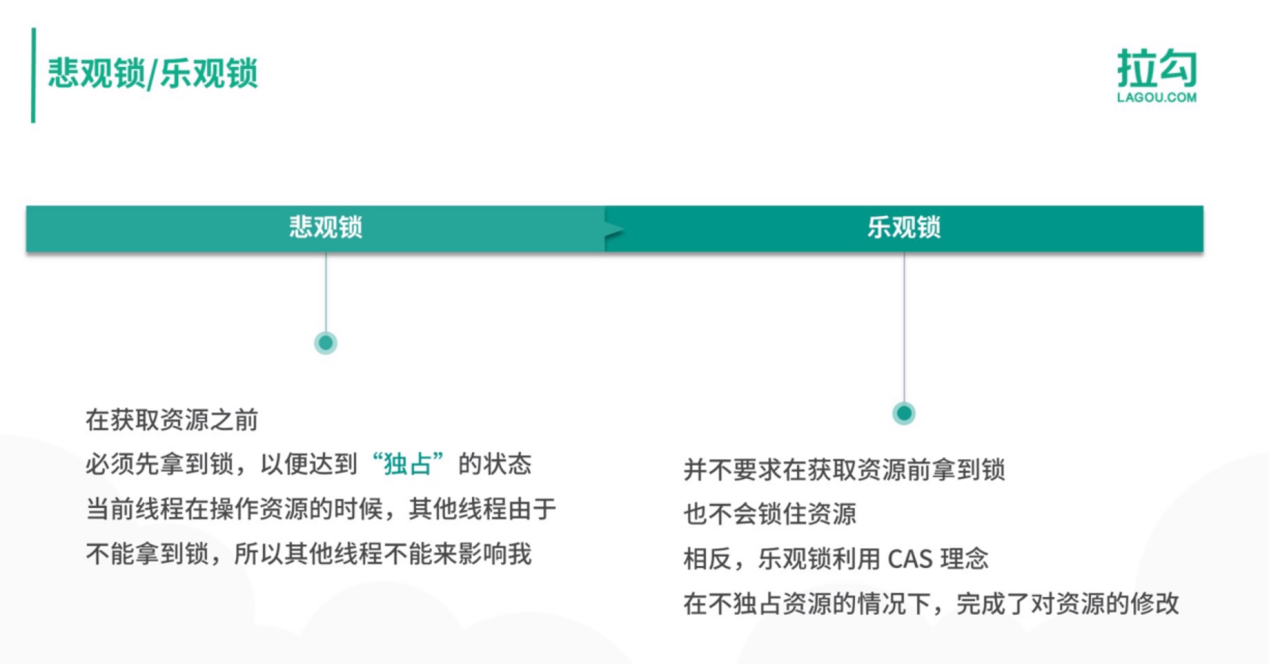 悲观锁/乐观锁
拉勾
LAGOU.COM
悲观锁
乐观锁
在获取资源之前
必须先拿到锁，以便达到“独占”的状态
当前线程在操作资源的时候，其他线程由于
不能拿到锁，所以其他线程不能来影响我
并不要求在获取资源前拿到锁
也不会锁住资源
相反，乐观锁利用 CAS 理念
在不独占资源的情况下，完成了对资源的修改